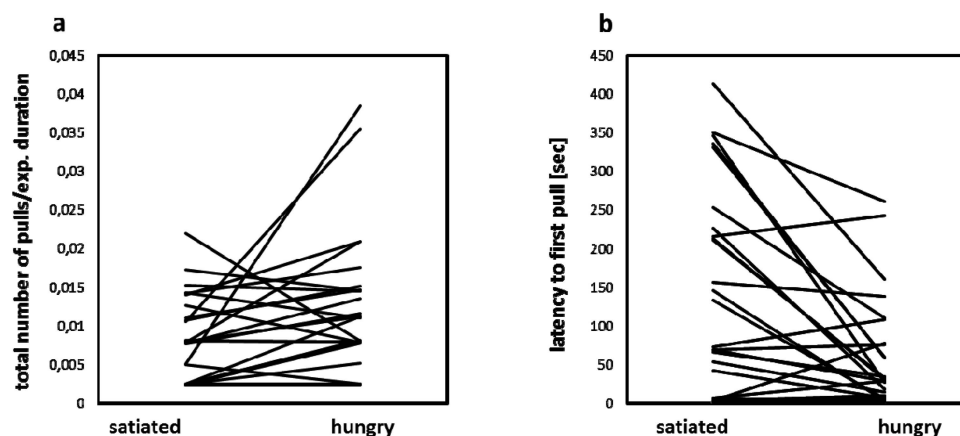 a
total number of pulls/exp. duration
0,045
0,04
0,035
0,03
0,025
0,02
0,015
0,01
0,005
0
satiated
hungry
b
latency to first pull [sec]
450
400
350
300
250
200
150
100
50
0
satiated
hungry